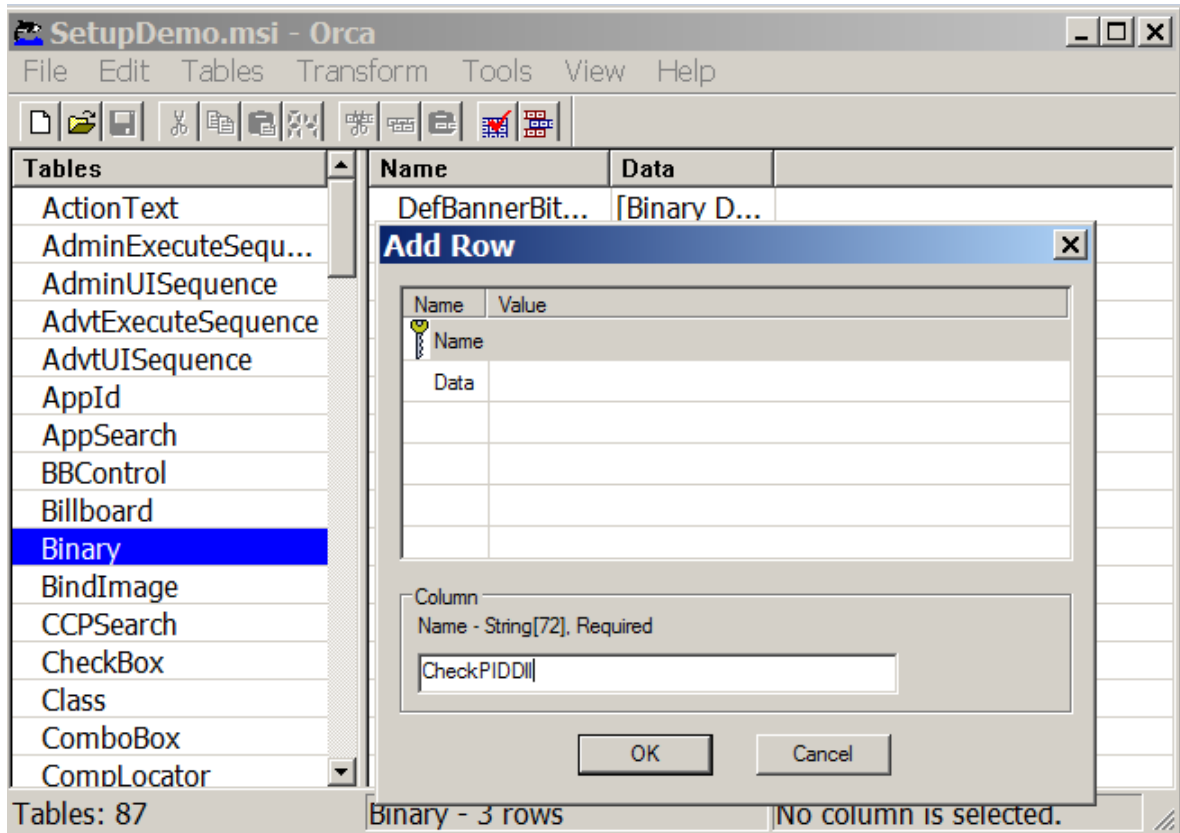 SetupDemo.msi - Orca
File Edit Tables Transform Tools View Help
Tables
ActionText
AdminExecuteSequ...
AdminUISequence
AdvtExecuteSequence
AdvtUISequence
AppId
AppSearch
BBControl
Billboard
Binary
BindImage
CCPSearch
CheckBox
Class
ComboBox
CompLocator
Name Data
DefBannerBit... [Binary D...
Add Row
Name Value
Name
Data
Column
Name - String[72], Required
CheckPIDDll
OK Cancel
Tables: 87 Binary - 3 rows No column is selected.